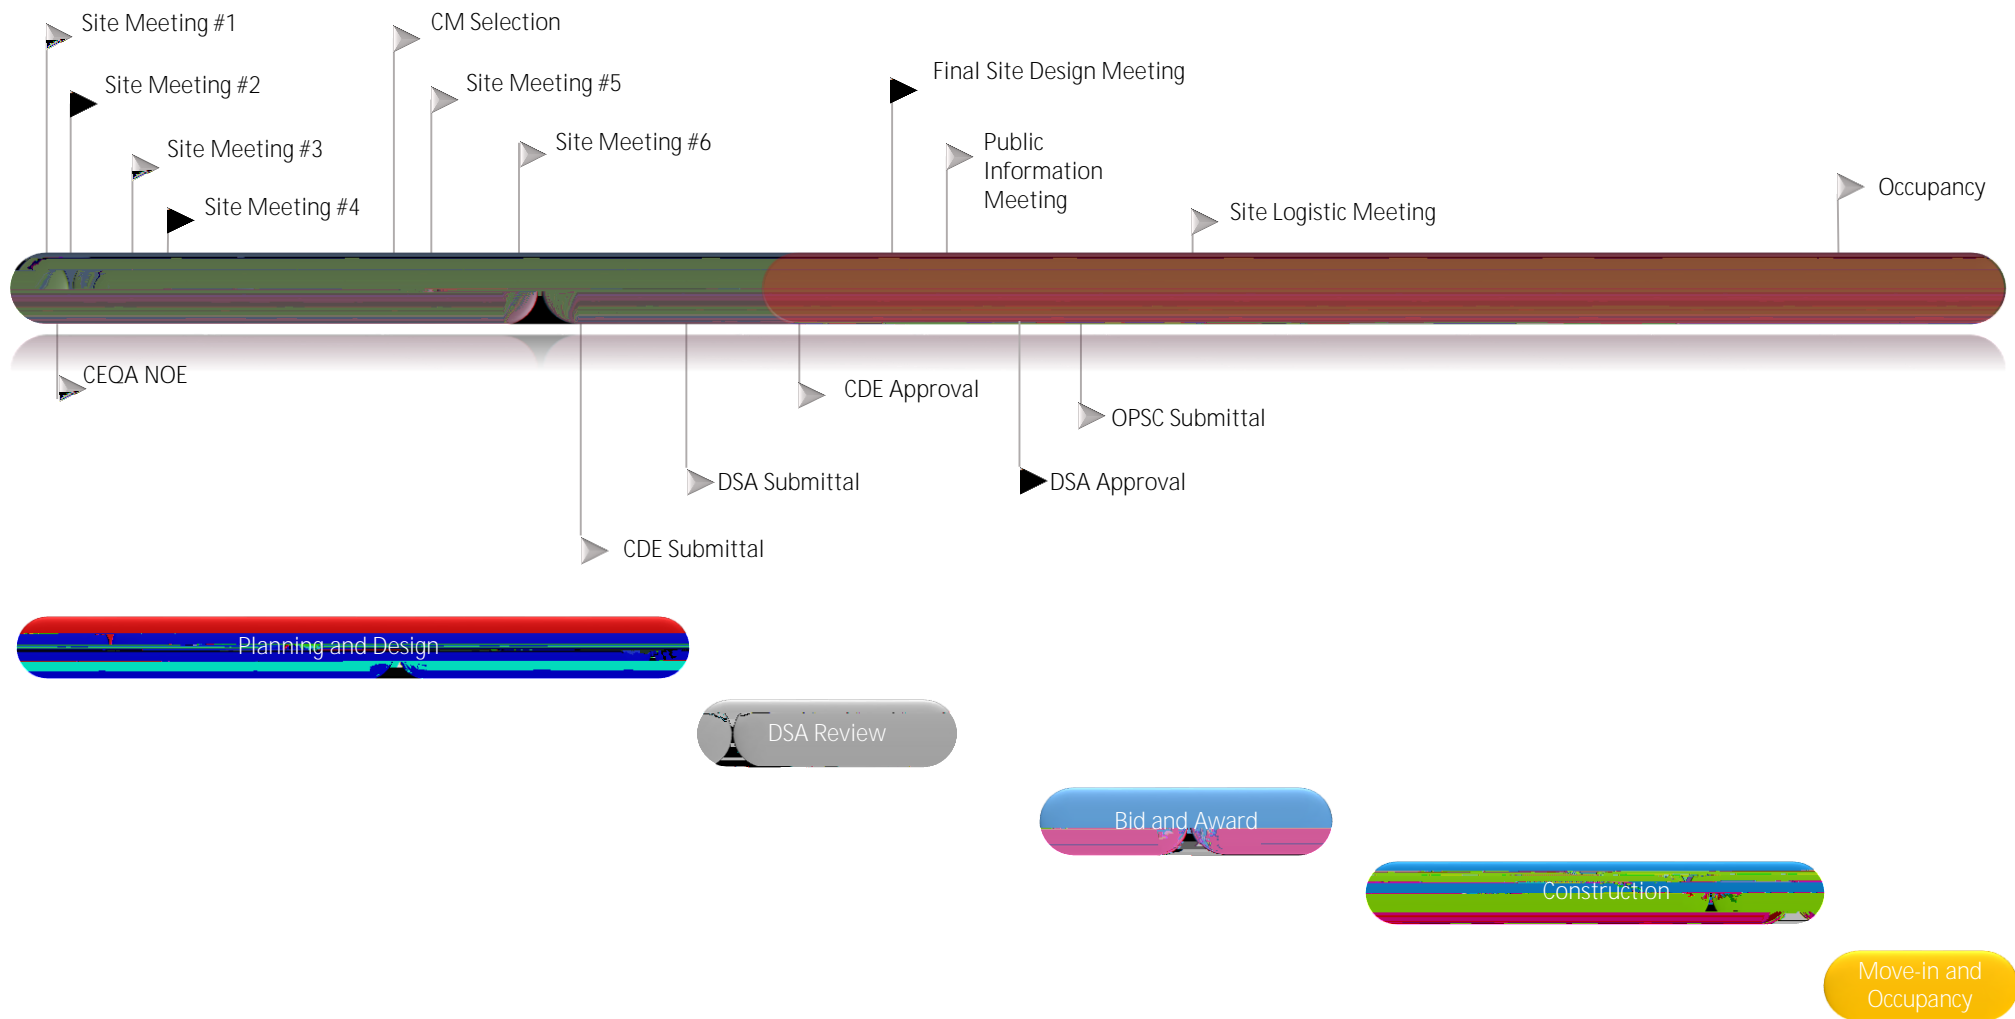 Site Meeting #1
CM Selection
Site Meeting #2
Site Meeting #5
Final Site Design Meeting
Site Meeting #3
Site Meeting #6
Public
Information
Meeting
Site Meeting #4
Site Logistic Meeting
Occupancy
CEQA NOE
CDE Approval
OPSC Submittal
DSA Submittal
DSA Approval
CDE Submittal
Planning and Design
DSA Review
Bid and Award
Construction
Move-in and
Occupancy